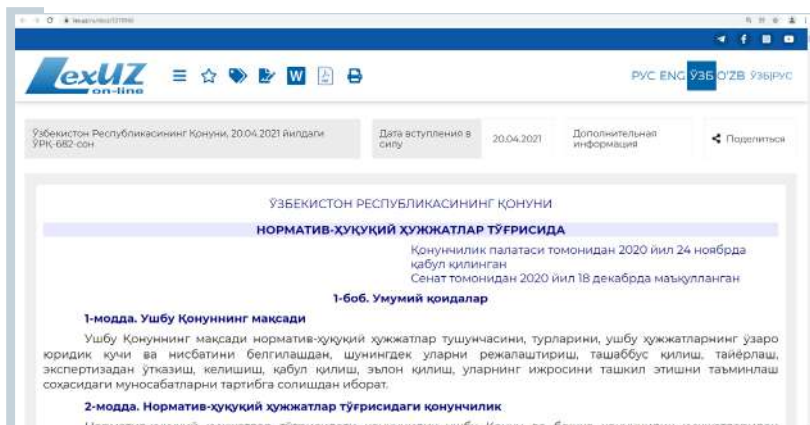 LexUZ
on-line
РУС ENG ЎЗБ O'ZB ЎЗБ|РУС
Ўзбекистон Республикасининг Қонуни, 20.04.2021 йилдаги
ЎРҚ-682-сон
Дата вступления в
силу
20.04.2021
Дополнительная
информация
Поделиться
ЎЗБЕКИСТОН РЕСПУБЛИКАСИНИНГ ҚОНУНИ
НОРМАТИВ-ҲУҚУҚИЙ ҲУЖЖАТЛАР ТЎҒРИСИДА
Қонунчилик палатаси томонидан 2020 йил 24 ноябрда
қабул қилинган
Сенат томонидан 2020 йил 18 декабрда маъқулланган
1-боб. Умумий қоидалар
1-модда. Ушбу Қонуннинг мақсади
Ушбу Қонуннинг мақсади норматив-ҳуқуқий ҳужжатлар тушунчасини, турларини, ушбу ҳужжатларнинг ўзаро
юридик кучи ва нисбатини белгилашдан, шунингдек уларни режалаштириш, ташаббус қилиш, тайёрлаш,
экспертизадан ўтказиш, келишиш, қабул қилиш, эълон қилиш, уларнинг ижросини ташкил этишни таъминлаш
соҳасидаги муносабатларни тартибга солишдан иборат.
2-модда. Норматив-ҳуқуқий ҳужжатлар тўғрисидаги қонунчилик